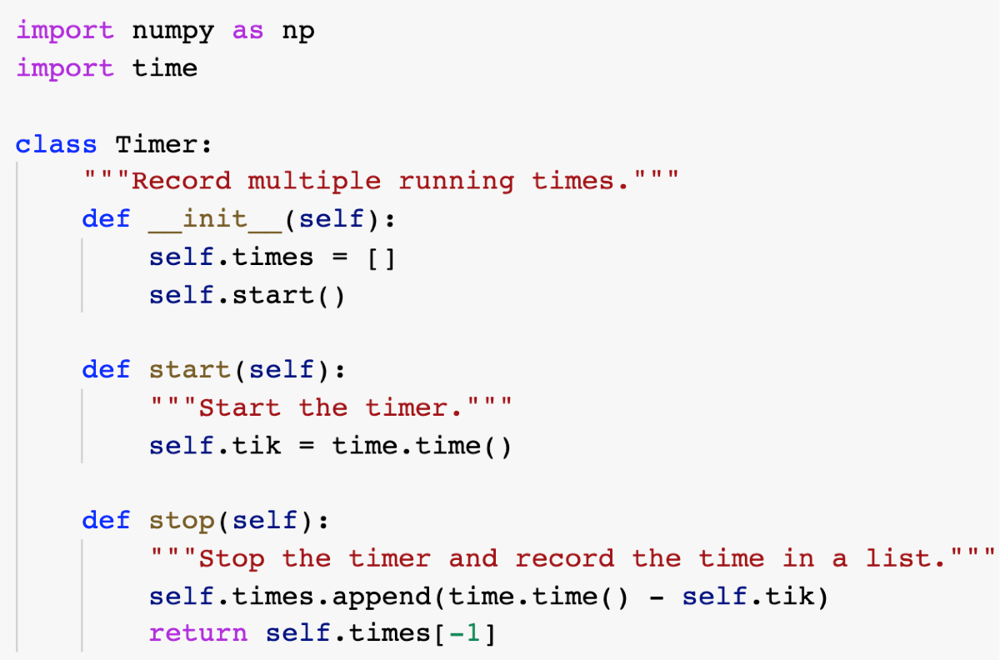 import numpy as np
import time
class Timer:
    """Record multiple running times."""
    def __init__(self):
        self.times = []
        self.start()
    def start(self):
        """Start the timer."""
        self.tik = time.time()
    def stop(self):
        """Stop the timer and record the time in a list."""
        self.times.append(time.time() - self.tik)
        return self.times[-1]